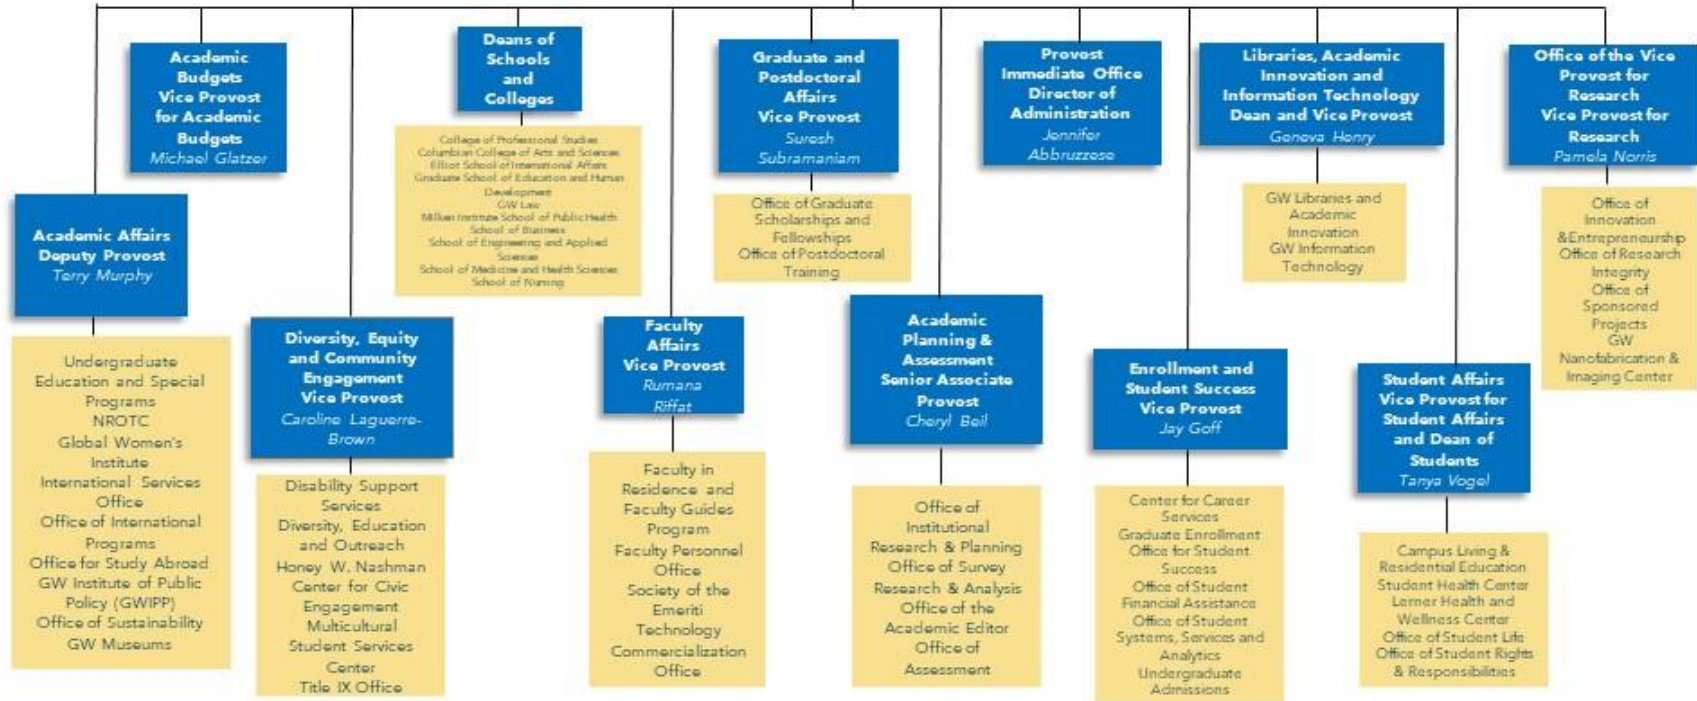 Academic
Budgets
Vice Provost
for Academic
Budgets
Michael Glatzer
Deans of
Schools
and
Colleges
College of Professional Studies
Columbian College of Arts and Sciences
Elliot School of International Affairs
Graduate School of Education and Human
Development
GW Law
Milken Institute School of Public Health
School of Business
School of Engineering and Applied
Sciences
School of Medicine and Health Sciences
School of Nursing
Graduate and
Postdoctoral
Affairs
Vice Provost
Suresh
Subramaniam
Office of Graduate
Scholarships and
Fellowships
Office of Postdoctoral
Training
Provost
Immediate Office
Director of
Administration
Jennifer
Abbruzzese
Libraries, Academic
Innovation and
Information Technology
Dean and Vice Provost
Geneva Henry
GW Libraries and
Academic
Innovation
GW Information
Technology
Office of the Vice
Provost for
Research
Vice Provost for
Research
Pamela Norris
Office of
Innovation
&Entrepreneurship
Office of Research
Integrity
Office of
Sponsored
Projects
GW
Nanofabrication &
Imaging Center
Academic Affairs
Deputy Provost
Terry Murphy
Undergraduate
Education and Special
Programs
NROTC
Global Women's
Institute
International Services
Office
Office of International
Programs
Office for Study Abroad
GW Institute of Public
Policy (GWIPP)
Office of Sustainability
GW Museums
Diversity, Equity
and Community
Engagement
Vice Provost
Caroline Laguerre-
Brown
Disability Support
Services
Diversity, Education
and Outreach
Honey W. Nashman
Center for Civic
Engagement
Multicultural
Student Services
Center
Title IX Office
Faculty
Affairs
Vice Provost
Rumana
Riffat
Faculty in
Residence and
Faculty Guides
Program
Faculty Personnel
Office
Society of the
Emeriti
Technology
Commercialization
Office
Academic
Planning &
Assessment
Senior Associate
Provost
Cheryl Beil
Office of
Institutional
Research & Planning
Office of Survey
Research & Analysis
Office of the
Academic Editor
Office of
Assessment
Enrollment and
Student Success
Vice Provost
Jay Goff
Center for Career
Services
Graduate Enrollment
Office for Student
Success
Office of Student
Financial Assistance
Office of Student
Systems, Services and
Analytics
Undergraduate
Admissions
Student Affairs
Vice Provost for
Student Affairs
and Dean of
Students
Tanya Vogel
Campus Living &
Residential Education
Student Health Center
Lerner Health and
Wellness Center
Office of Student Life
Office of Student Rights
& Responsibilities